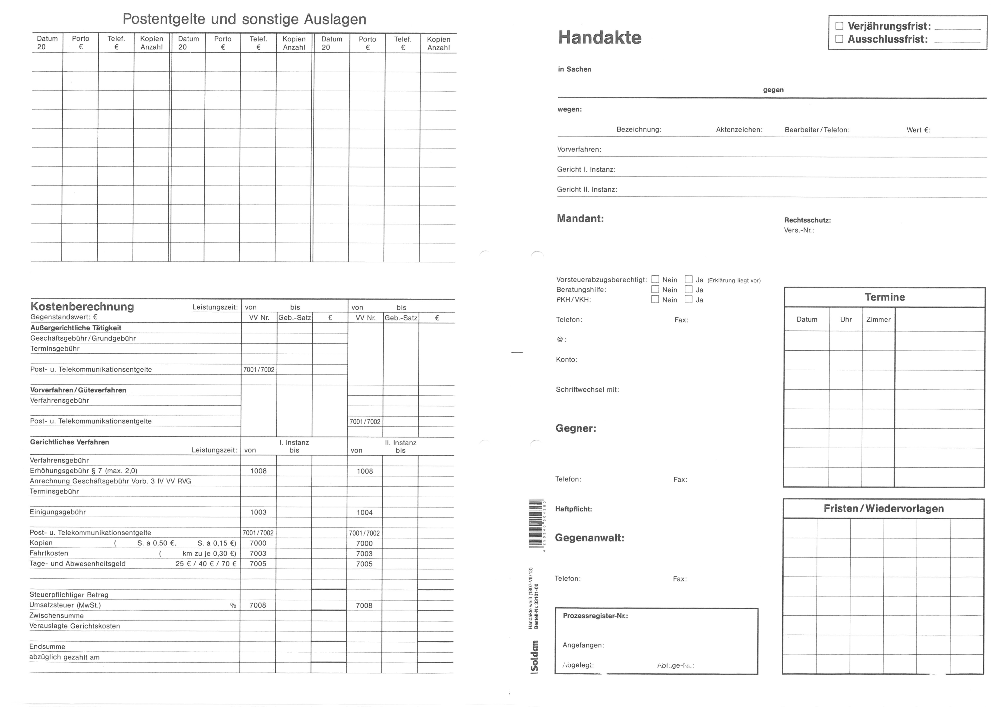 Postentgelte und sonstige Auslagen
Datum Porto Telef. Kopien Datum Porto Telef. Kopien Datum Porto Telef. Kopien
20 € € Anzahl 20 € € Anzahl 20 € € Anzahl
Kostenberechnung Leistungszeit: von bis von bis
Gegenstandswert: € VV Nr. Geb.-Satz € VV Nr. Geb.-Satz €
Außergerichtliche Tätigkeit
Geschäftsgebühr/Grundgebühr
Terminsgebühr
Post- u. Telekommunikationsentgelte 7001/7002
Vorverfahren/Güteverfahren
Verfahrensgebühr
Post- u. Telekommunikationsentgelte 7001/7002
Gerichtliches Verfahren I. Instanz II. Instanz
Leistungszeit: von bis von bis
Verfahrensgebühr
Erhöhungsgebühr § 7 (max. 2,0) 1008 1008
Anrechnung Geschäftsgebühr Vorb. 3 IV VV RVG
Terminsgebühr
Einigungsgebühr 1003 1004
Post- u. Telekommunikationsentgelte 7001/7002 7001/7002
Kopien ( S. à 0,50 €, S. à 0,15 €) 7000 7000
Fahrtkosten ( km zu je 0,30 €) 7003 7003
Tage- und Abwesenheitsgeld 25 € / 40 € / 70 € 7005 7005
Steuerpflichtiger Betrag
Umsatzsteuer (MwSt.) % 7008 7008
Zwischensumme
Verauslagte Gerichtskosten
Endsumme
abzüglich gezahlt am
Handakte
Verjährungsfrist:
Ausschlussfrist:
in Sachen
gegen
wegen:
Bezeichnung: Aktenzeichen: Bearbeiter/Telefon: Wert €:
Vorverfahren:
Gericht I. Instanz:
Gericht II. Instanz:
Mandant:
Rechtsschutz:
Vers.-Nr.:
Vorsteuerabzugsberechtigt: Nein Ja (Erklärung liegt vor)
Beratungshilfe: Nein Ja
PKH/VKH: Nein Ja
Telefon: Fax:
@:
Konto:
Schriftwechsel mit:
Gegner:
Telefon: Fax:
Haftpflicht:
Gegenanwalt:
Telefon: Fax:
Prozessregister-Nr.:
Angefangen:
Abgelegt: Ablage-Nr.:
Termine
Datum Uhr Zimmer
Fristen/Wiedervorlagen
4 250340 504300
Handakte weiß (1807-VII/13)
Bestell-Nr. 33101-00
Soldan